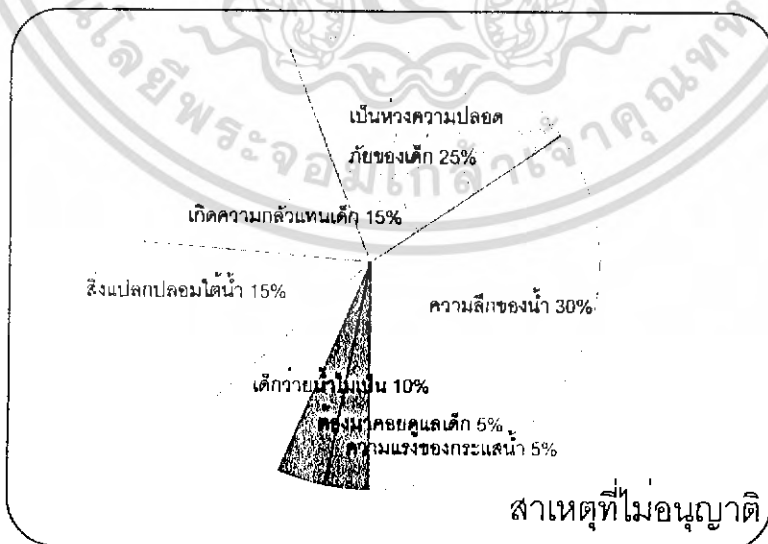 เป็นห่วงความปลอด
ภัยของเด็ก 25%
เกิดความกลัวแทนเด็ก 15%
สิ่งแปลกปลอมใต้น้ำ 15%
ความลึกของน้ำ 30%
เด็กว่ายน้ำไม่เป็น 10%
ต้องมาคอยดูแลเด็ก 5%
ความแรงของกระแสน้ำ 5%
สาเหตุที่ไม่อนุญาติ